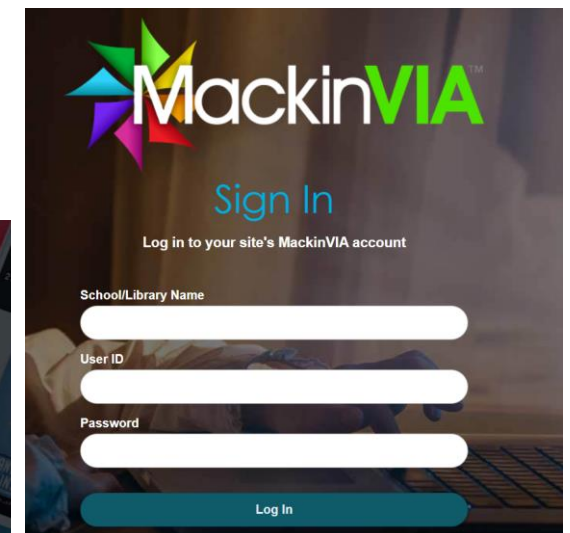 MackinVIA™
Sign In
Log in to your site's MackinVIA account
School/Library Name
User ID
Password
Log In